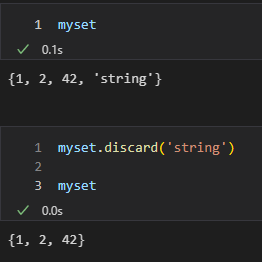 1 myset
0.1s
{1, 2, 42, 'string'}
1 myset.discard('string')
2
3 myset
0.0s
{1, 2, 42}